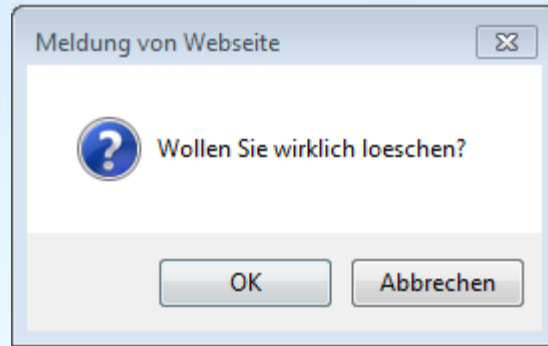 Meldung von Webseite
Wollen Sie wirklich loeschen?
OK
Abbrechen